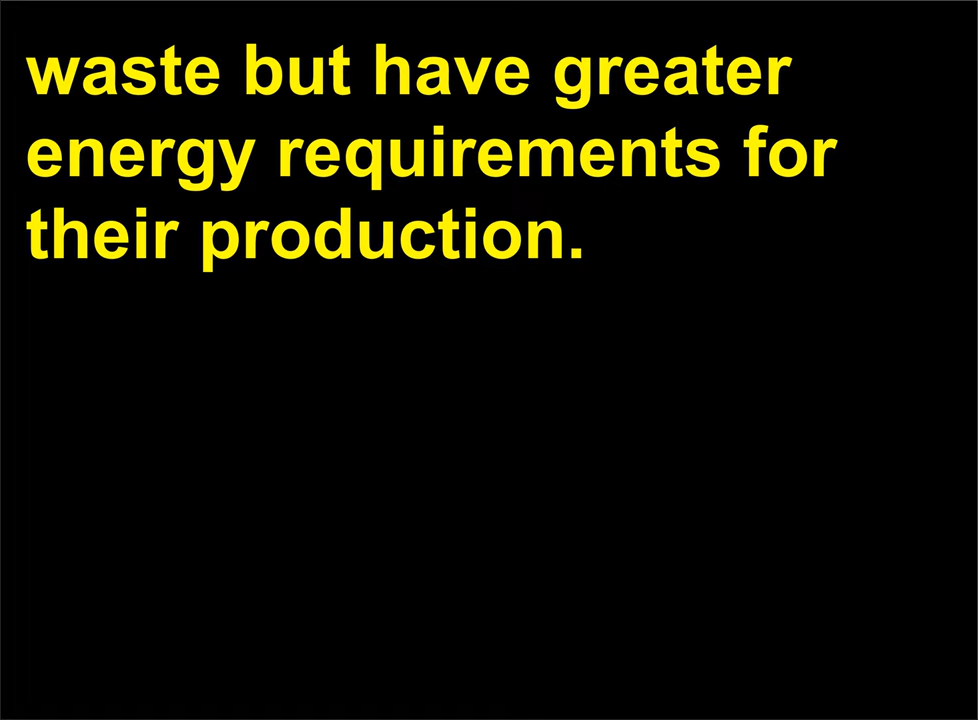 waste but have greater
energy requirements for
their production.